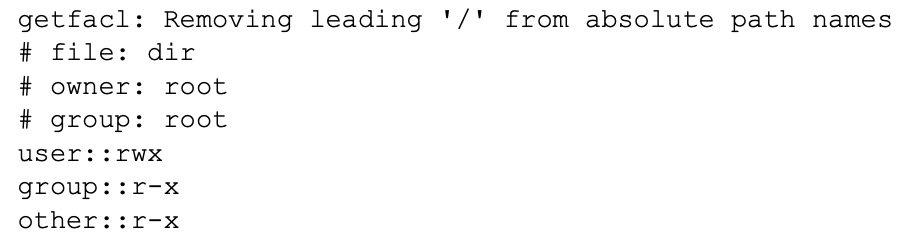 getfacl: Removing leading '/' from absolute path names
# file: dir
# owner: root
# group: root
user::rwx
group::r-x
other::r-x